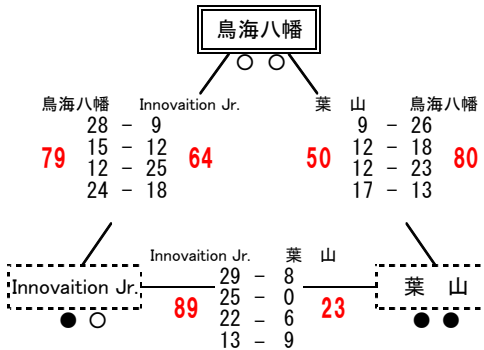 鳥海八幡
○ ○
鳥海八幡 Innovaition Jr. 葉 山 鳥海八幡
28 - 9 9 - 26
79 15 - 12 64 50 12 - 18 80
12 - 25 12 - 23
24 - 18 17 - 13
Innovaition Jr. 葉 山
Innovaition Jr. 29 - 8 葉 山
● ○ 89 25 - 0 23 ● ●
22 - 6
13 - 9